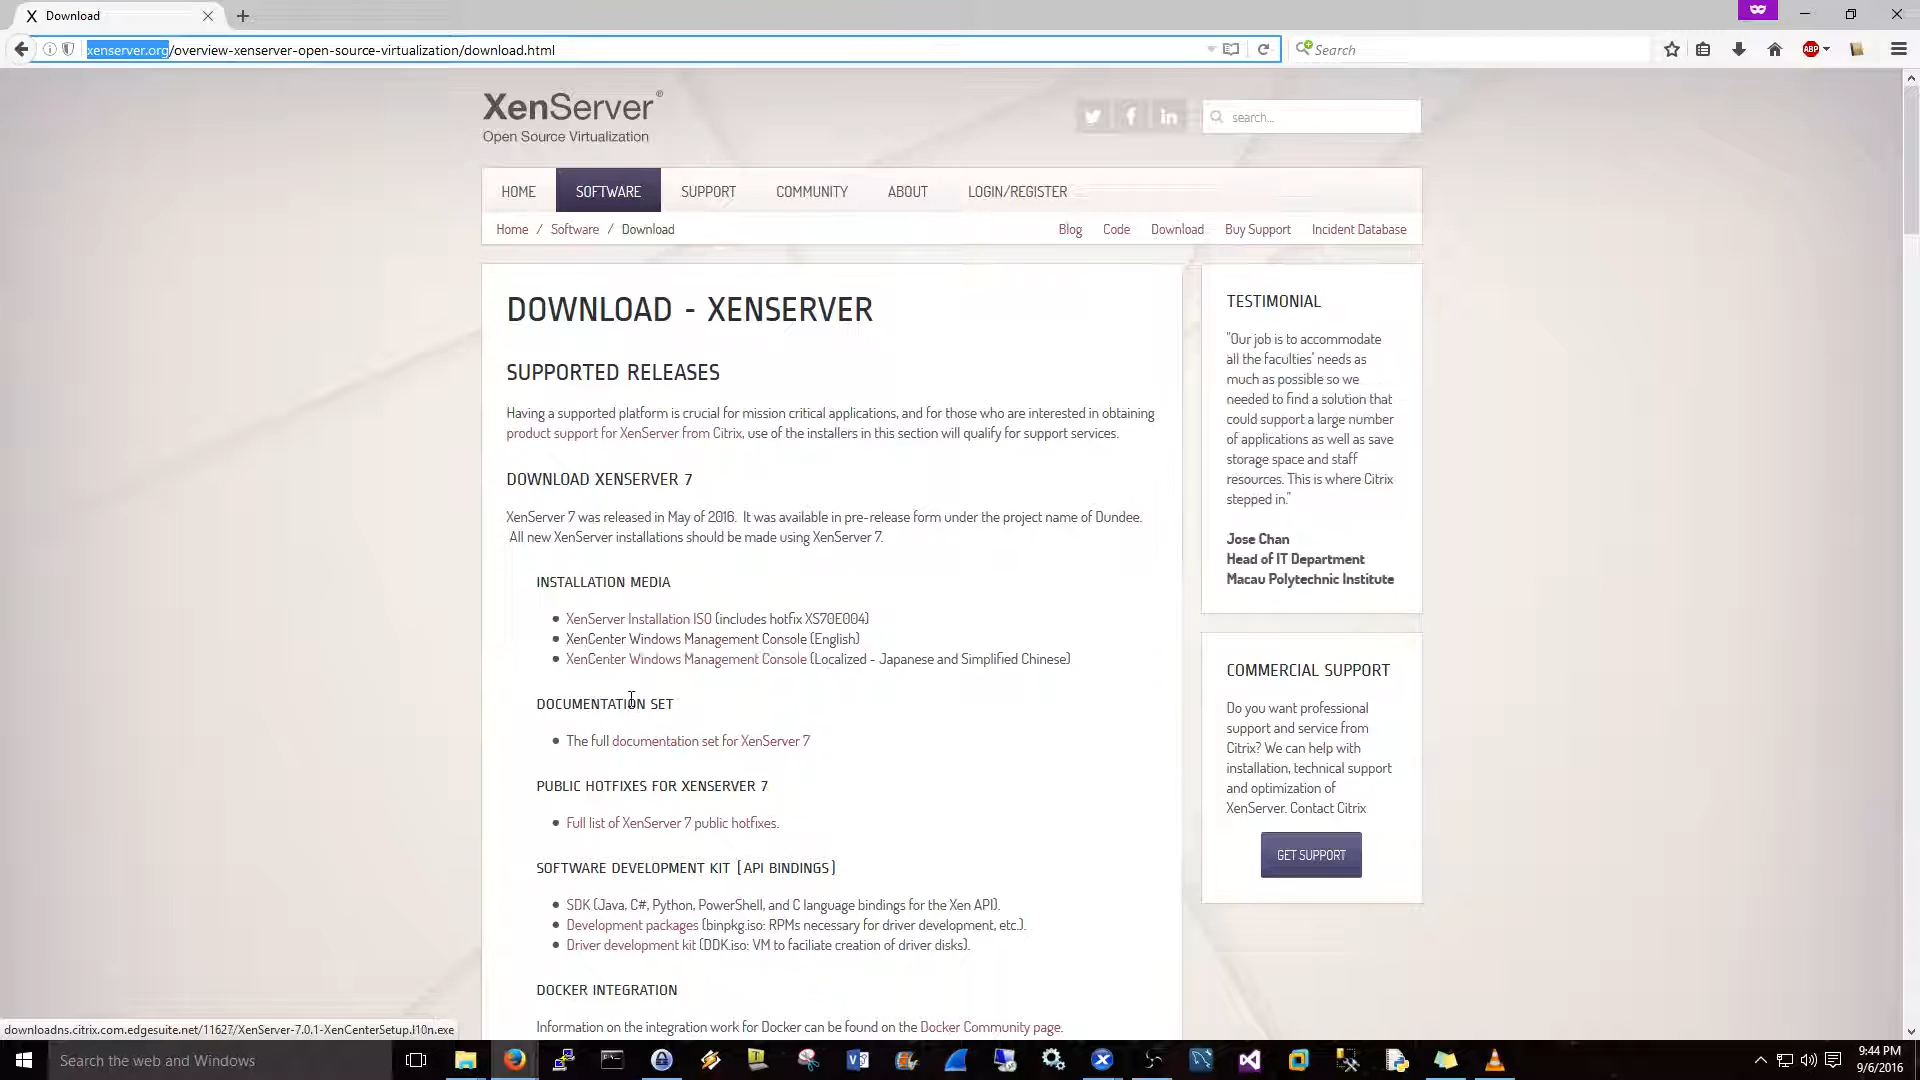 Download
xenserver.org/overview-xenserver-open-source-virtualization/download.html
Search
ABP
XenServer®
Open Source Virtualization
search...
HOME
SOFTWARE
SUPPORT
COMMUNITY
ABOUT
LOGIN/REGISTER
Home / Software / Download
Blog
Code
Download
Buy Support
Incident Database
DOWNLOAD - XENSERVER
SUPPORTED RELEASES
Having a supported platform is crucial for mission critical applications, and for those who are interested in obtaining
product support for XenServer from Citrix, use of the installers in this section will qualify for support services.
DOWNLOAD XENSERVER 7
XenServer 7 was released in May of 2016. It was available in pre-release form under the project name of Dundee.
All new XenServer installations should be made using XenServer 7.
INSTALLATION MEDIA
XenServer Installation ISO (includes hotfix XS70E004)
XenCenter Windows Management Console (English)
XenCenter Windows Management Console (Localized - Japanese and Simplified Chinese)
DOCUMENTATION SET
The full documentation set for XenServer 7
PUBLIC HOTFIXES FOR XENSERVER 7
Full list of XenServer 7 public hotfixes.
SOFTWARE DEVELOPMENT KIT (API BINDINGS)
SDK (Java, C#, Python, PowerShell, and C language bindings for the Xen API).
Development packages (binpkg.iso: RPMs necessary for driver development, etc.).
Driver development kit (DDK.iso: VM to faciliate creation of driver disks).
DOCKER INTEGRATION
Information on the integration work for Docker can be found on the Docker Community page.
TESTIMONIAL
"Our job is to accommodate
all the faculties' needs as
much as possible so we
needed to find a solution that
could support a large number
of applications as well as save
storage space and staff
resources. This is where Citrix
stepped in."
Jose Chan
Head of IT Department
Macau Polytechnic Institute
COMMERCIAL SUPPORT
Do you want professional
support and service from
Citrix? We can help with
installation, technical support
and optimization of
XenServer. Contact Citrix
GET SUPPORT
downloadns.citrix.com.edgesuite.net/11627/XenServer-7.0.1-XenCenterSetup.l10n.exe
Search the web and Windows
9:44 PM
9/6/2016